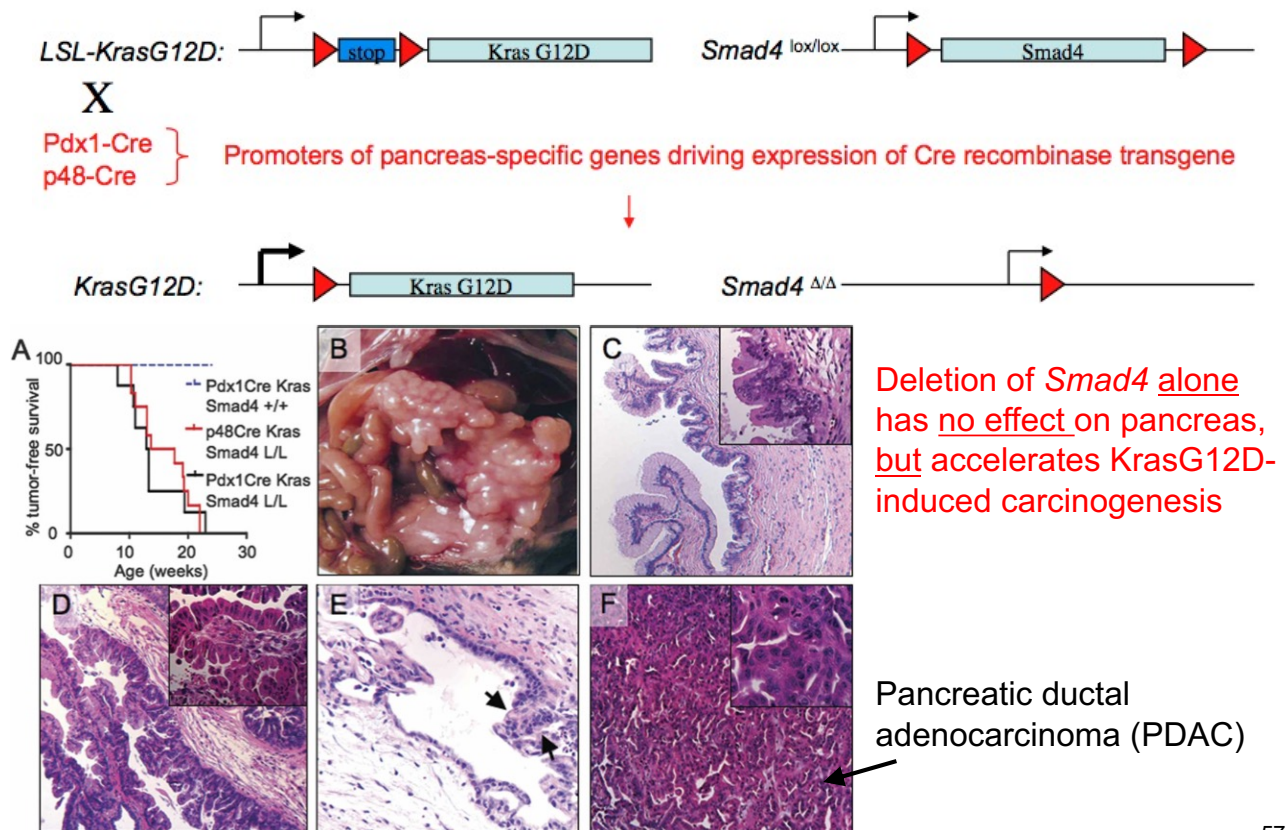 LSL-KrasG12D:
stop
Kras G12D
Smad4 lox/lox
Smad4
X
Pdx1-Cre
p48-Cre
Promoters of pancreas-specific genes driving expression of Cre recombinase transgene
KrasG12D:
Kras G12D
Smad4 Δ/Δ
A
% tumor-free survival
100
50
0
0 10 20 30
Age (weeks)
Pdx1Cre Kras
Smad4 +/+
p48Cre Kras
Smad4 L/L
Pdx1Cre Kras
Smad4 L/L
B
C
Deletion of Smad4 alone
has no effect on pancreas,
but accelerates KrasG12D-
induced carcinogenesis
D
E
F
Pancreatic ductal
adenocarcinoma (PDAC)
57